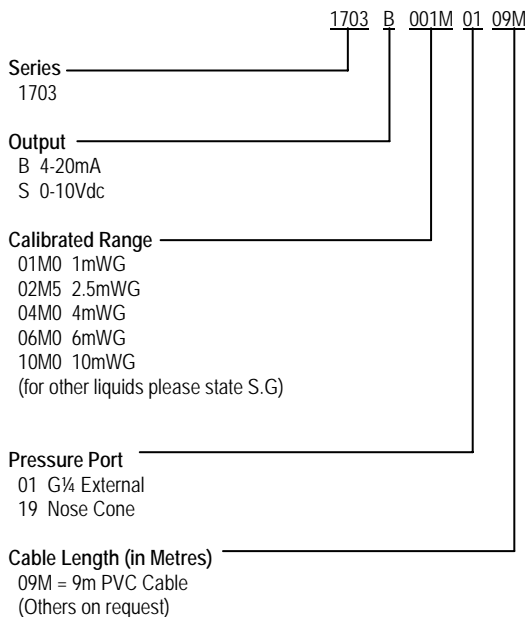 1703 B 001M 01 09M
Series
1703
Output
B 4-20mA
S 0-10Vdc
Calibrated Range
01M0 1mWG
02M5 2.5mWG
04M0 4mWG
06M0 6mWG
10M0 10mWG
(for other liquids please state S.G)
Pressure Port
01 G¼ External
19 Nose Cone
Cable Length (in Metres)
09M = 9m PVC Cable
(Others on request)